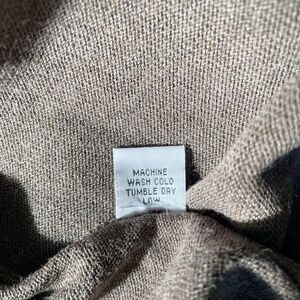 MACHINE
WASH COLD
TUMBLE DRY
LOW